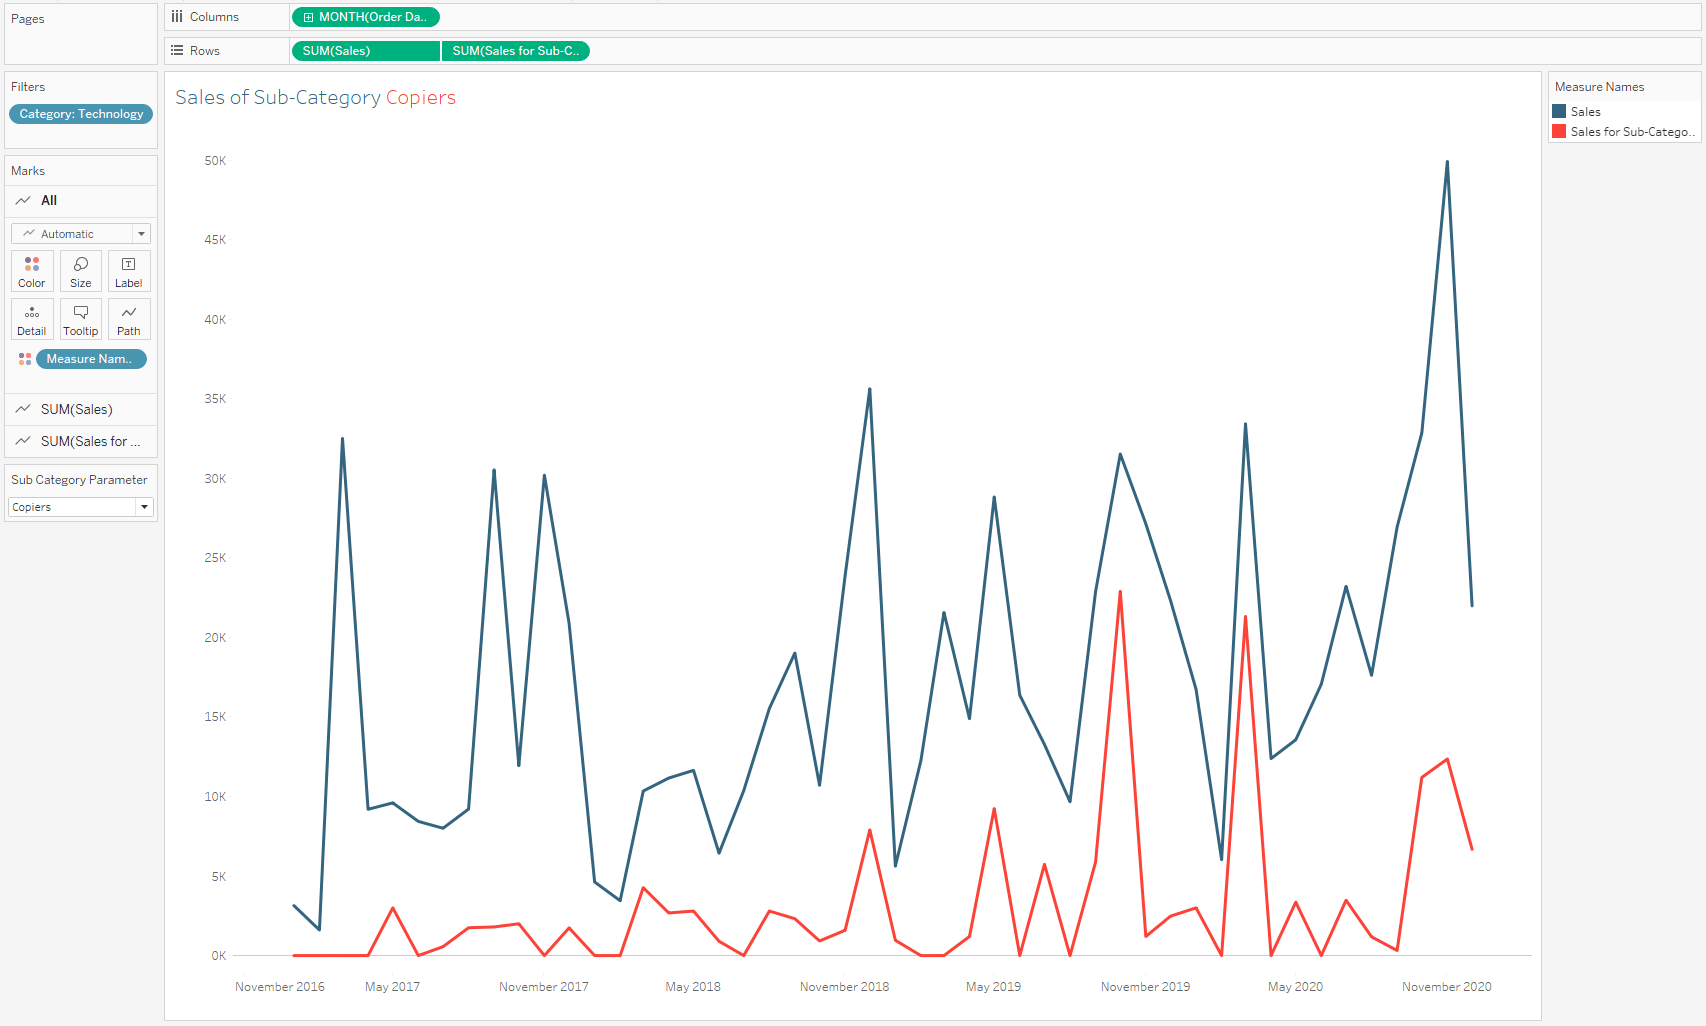 Pages
Columns
MONTH(Order Da..
Rows
SUM(Sales)
SUM(Sales for Sub-C..
Filters
Category: Technology
Marks
All
Automatic
Color
Size
Label
Detail
Tooltip
Path
Measure Nam..
SUM(Sales)
SUM(Sales for ...
Sub Category Parameter
Copiers
Sales of Sub-Category Copiers
50K
45K
40K
35K
30K
25K
20K
15K
10K
5K
0K
November 2016
May 2017
November 2017
May 2018
November 2018
May 2019
November 2019
May 2020
November 2020
Measure Names
Sales
Sales for Sub-Catego..